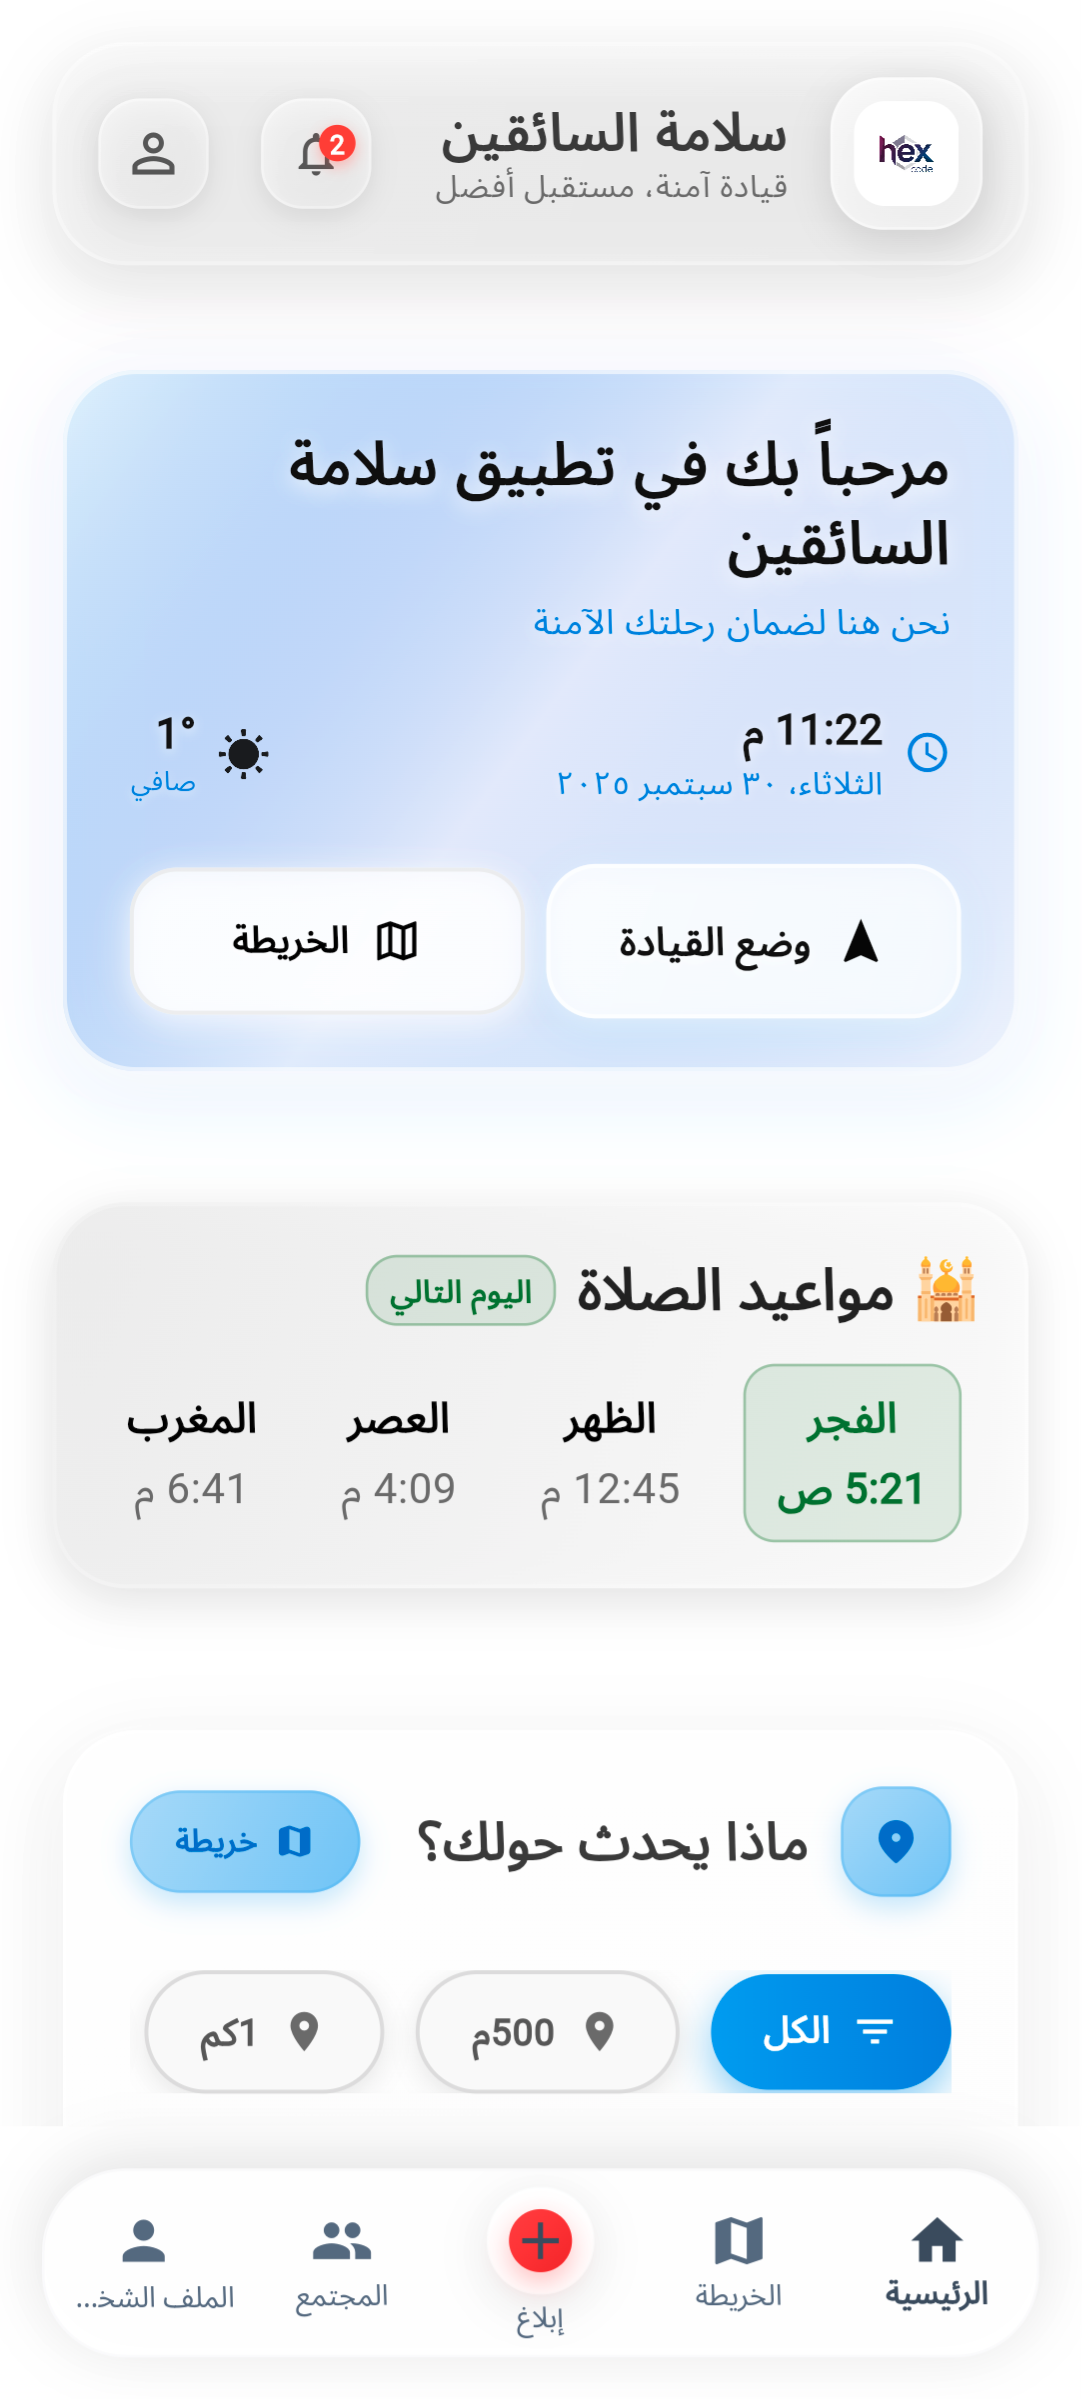 hex
code
سلامة السائقين
قيادة آمنة، مستقبل أفضل
2
مرحباً بك في تطبيق سلامة
السائقين
نحن هنا لضمان رحلتك الآمنة
11:22 م
الثلاثاء، ٣٠ سبتمبر ٢٠٢٥
1°
صافي
وضع القيادة
الخريطة
مواعيد الصلاة
اليوم التالي
الفجر
5:21 ص
الظهر
12:45 م
العصر
4:09 م
المغرب
6:41 م
ماذا يحدث حولك؟
خريطة
الكل
500م
1كم
الرئيسية
الخريطة
إبلاغ
المجتمع
الملف الشخ...